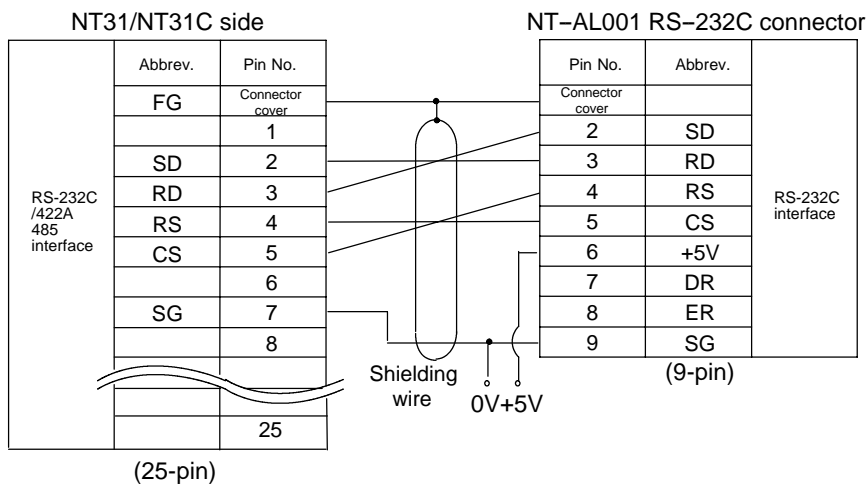 NT31/NT31C side
NT−AL001 RS−232C connector
Abbrev. Pin No.
FG Connector cover
1
SD 2
RD 3
RS 4
CS 5
6
SG 7
8
25
RS-232C
/422A
485
interface
(25-pin)
Shielding
wire
0V+5V
Pin No. Abbrev.
Connector
cover
2 SD
3 RD
4 RS
5 CS
6 +5V
7 DR
8 ER
9 SG
RS-232C
interface
(9-pin)